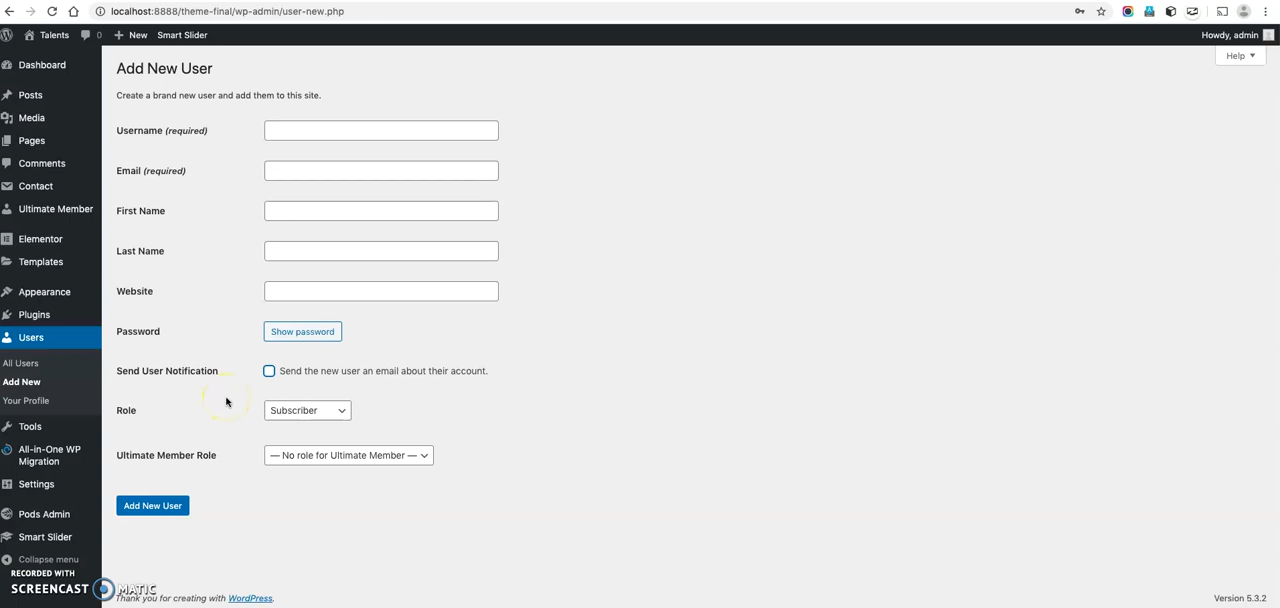 localhost:8888/theme-final/wp-admin/user-new.php
Talents 0 New Smart Slider Howdy, admin
Help
Dashboard
Posts
Media
Pages
Comments
Contact
Ultimate Member
Elementor
Templates
Appearance
Plugins
Users
All Users
Add New
Your Profile
Tools
All-in-One WP
Migration
Settings
Pods Admin
Smart Slider
Collapse menu
RECORDED WITH
SCREENCAST MATIC
Add New User
Create a brand new user and add them to this site.
Username (required)
Email (required)
First Name
Last Name
Website
Password Show password
Send User Notification Send the new user an email about their account.
Role Subscriber
Ultimate Member Role — No role for Ultimate Member —
Add New User
Thank you for creating with WordPress.
Version 5.3.2